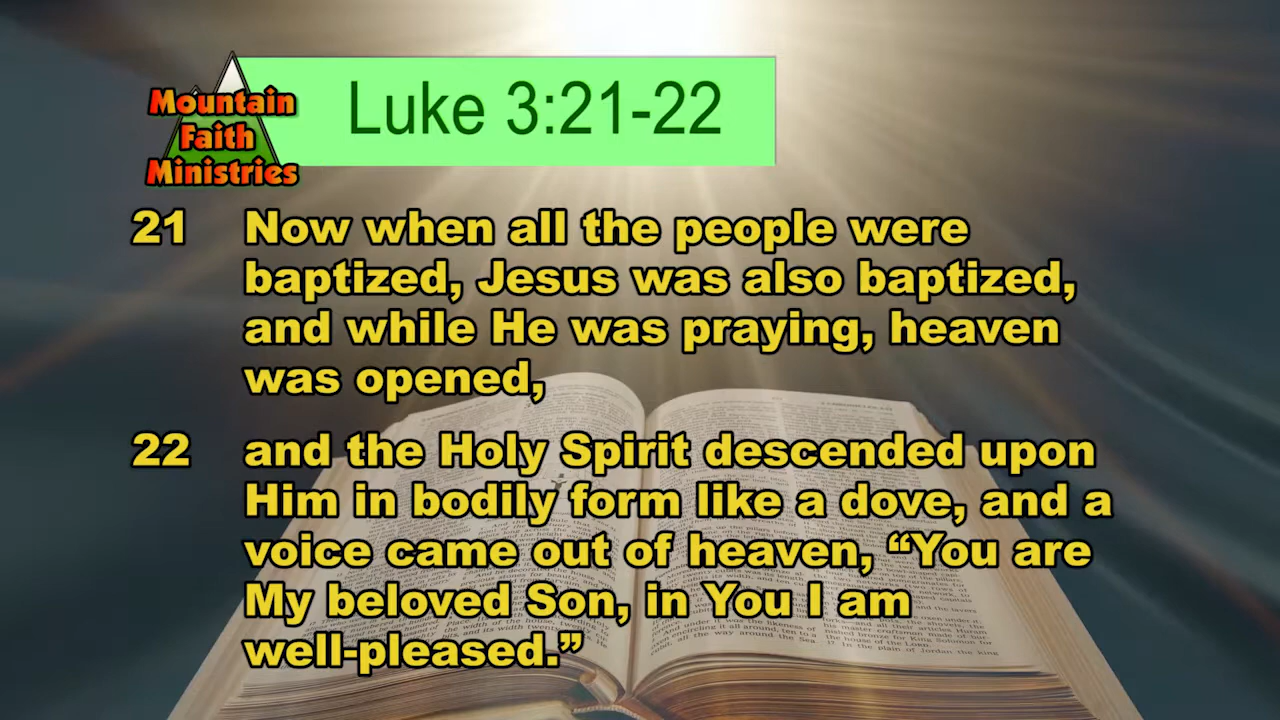 Mountain
Faith
Ministries
Luke 3:21-22
21 Now when all the people were
baptized, Jesus was also baptized,
and while He was praying, heaven
was opened,
22 and the Holy Spirit descended upon
Him in bodily form like a dove, and a
voice came out of heaven, “You are
My beloved Son, in You I am
well-pleased.”